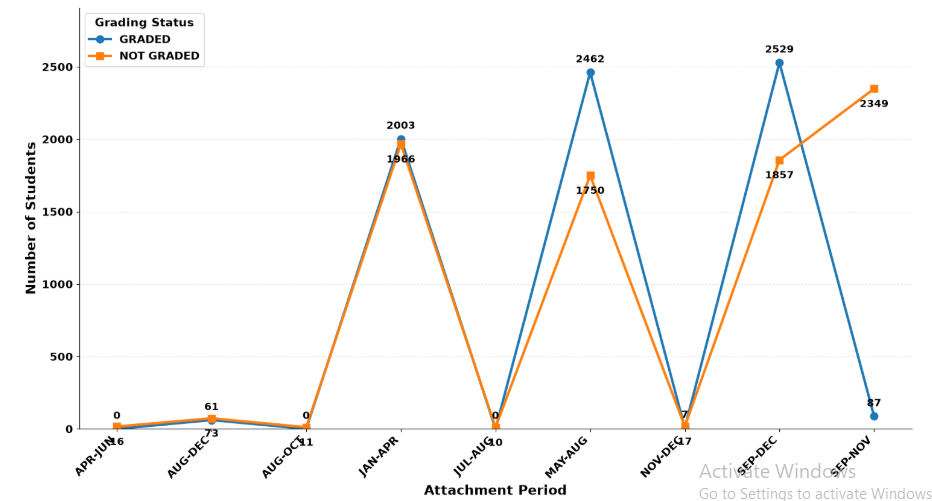 Grading Status
GRADED
NOT GRADED
Number of Students
2500
2000
1500
1000
500
0
2003
1966
2462
1750
2529
1857
2349
87
0
16
61
73
0
11
0
10
7
17
APR-JUN
AUG-DEC
AUG-OCT
JAN-APR
JUL-AUG
MAY-AUG
NOV-DEC
SEP-DEC
SEP-NOV
Attachment Period
Activate Windows
Go to Settings to activate Windows